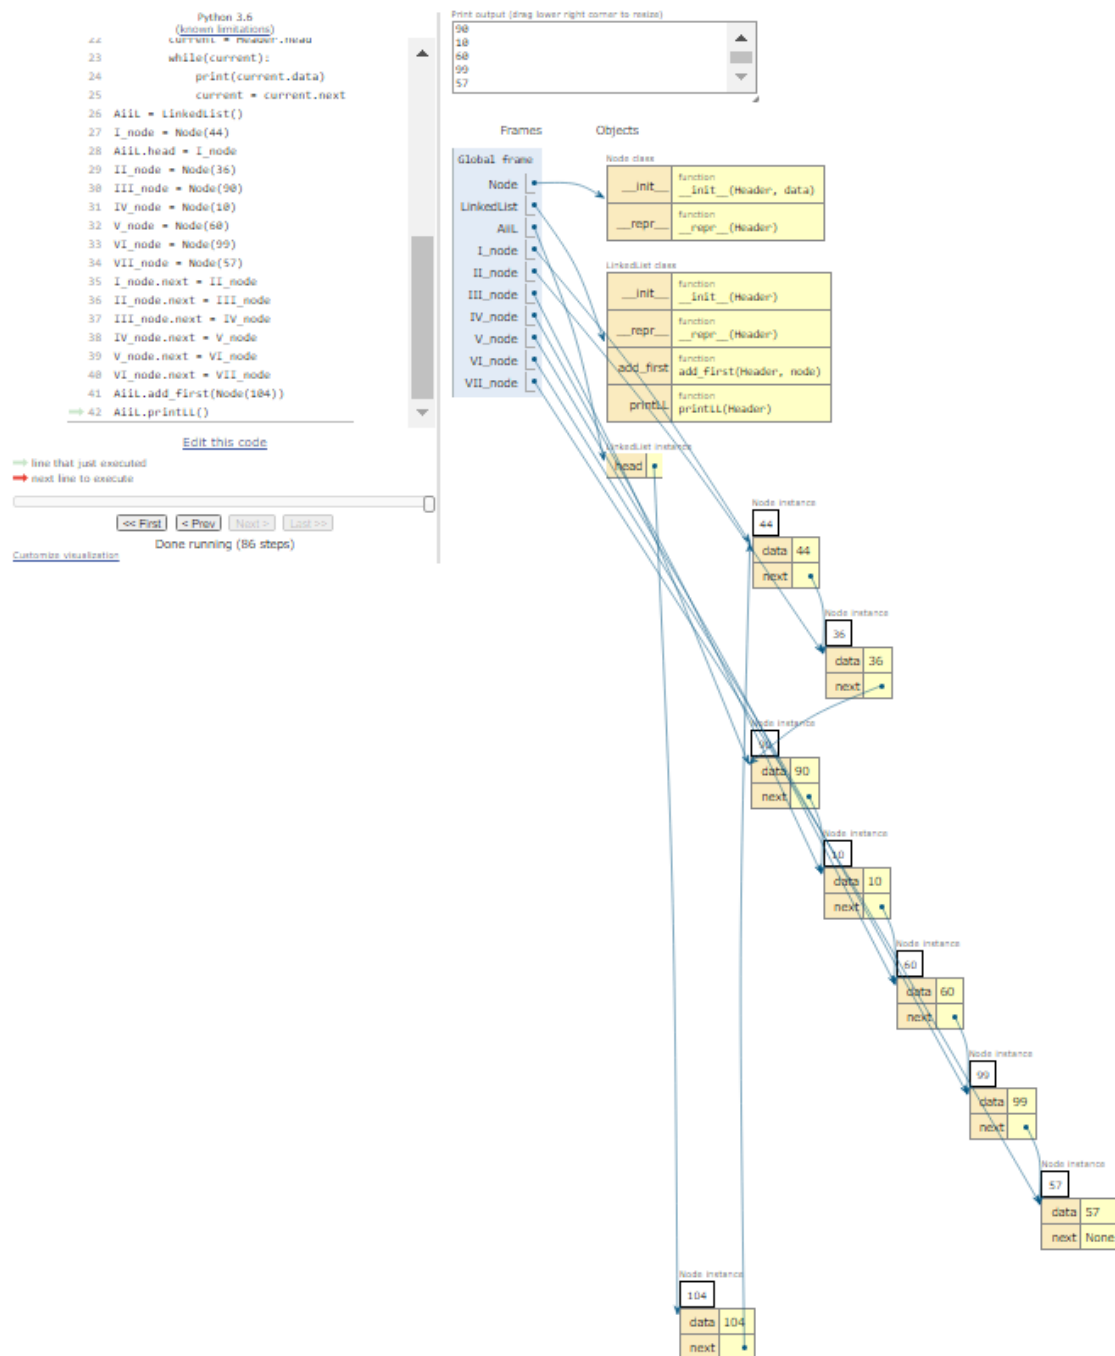 Python 3.6
(known limitations)
22 current = Header.head
23 while(current):
24 print(current.data)
25 current = current.next
26 AiiL = LinkedList()
27 I_node = Node(44)
28 AiiL.head = I_node
29 II_node = Node(36)
30 III_node = Node(90)
31 IV_node = Node(10)
32 V_node = Node(60)
33 VI_node = Node(99)
34 VII_node = Node(57)
35 I_node.next = II_node
36 II_node.next = III_node
37 III_node.next = IV_node
38 IV_node.next = V_node
39 V_node.next = VI_node
40 VI_node.next = VII_node
41 AiiL.add_first(Node(104))
42 AiiL.printLL()
Edit this code
line that just executed
next line to execute
<< First < Prev Next > Last >>
Done running (86 steps)
Customize visualization
Print output (drag lower right corner to resize)
90
10
60
99
57
Frames Objects
Global frame
Node
LinkedList
AiiL
I_node
II_node
III_node
IV_node
V_node
VI_node
VII_node
Node class
__init__ function
__init__(Header, data)
__repr__ function
__repr__(Header)
LinkedList class
__init__ function
__init__(Header)
__repr__ function
__repr__(Header)
add_first function
add_first(Header, node)
printLL function
printLL(Header)
LinkedList instance
head
Node instance
44
data 44
next
Node instance
36
data 36
next
Node instance
90
data 90
next
Node instance
10
data 10
next
Node instance
60
data 60
next
Node instance
99
data 99
next
Node instance
57
data 57
next None
Node instance
104
data 104
next